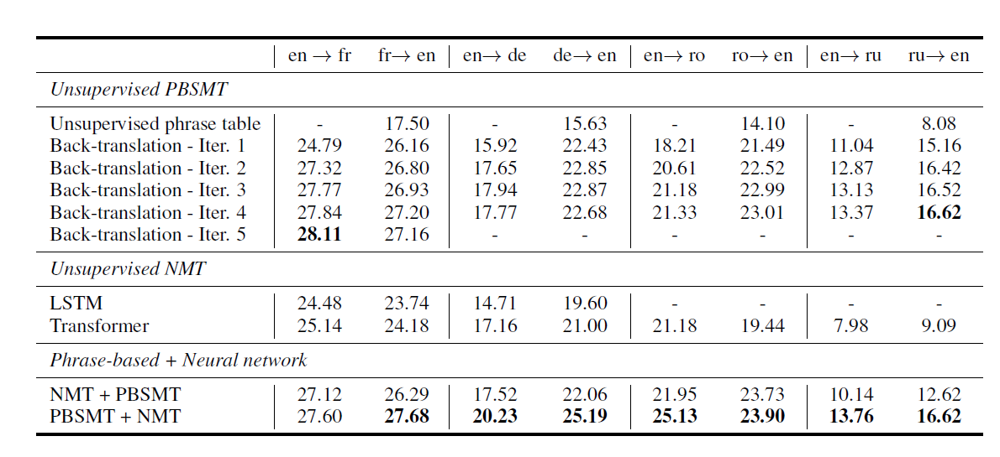 en → fr fr→ en en→ de de→ en en→ ro ro→ en en→ ru ru→ en
Unsupervised PBSMT
Unsupervised phrase table - 17.50 - 15.63 - 14.10 - 8.08
Back-translation - Iter. 1 24.79 26.16 15.92 22.43 18.21 21.49 11.04 15.16
Back-translation - Iter. 2 27.32 26.80 17.65 22.85 20.61 22.52 12.87 16.42
Back-translation - Iter. 3 27.77 26.93 17.94 22.87 21.18 22.99 13.13 16.52
Back-translation - Iter. 4 27.84 27.20 17.77 22.68 21.33 23.01 13.37 16.62
Back-translation - Iter. 5 28.11 27.16 - - - - - -
Unsupervised NMT
LSTM 24.48 23.74 14.71 19.60 - - - -
Transformer 25.14 24.18 17.16 21.00 21.18 19.44 7.98 9.09
Phrase-based + Neural network
NMT + PBSMT 27.12 26.29 17.52 22.06 21.95 23.73 10.14 12.62
PBSMT + NMT 27.60 27.68 20.23 25.19 25.13 23.90 13.76 16.62